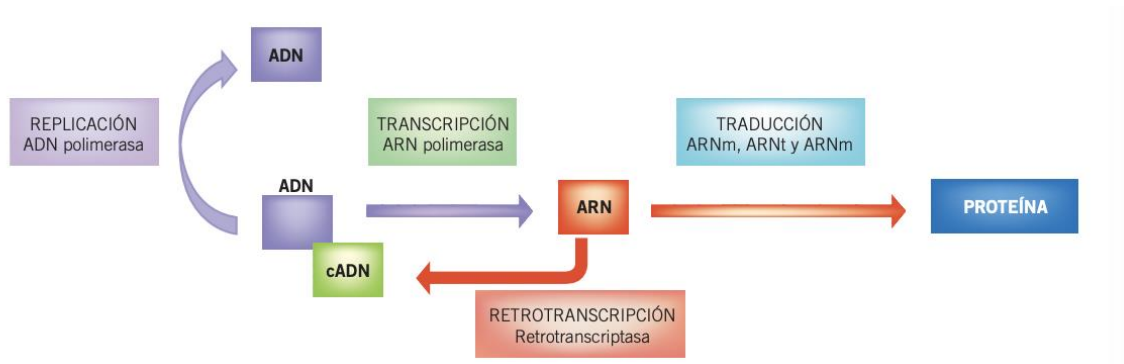 ADN
REPLICACIÓN
ADN polimerasa
TRANSCRIPCIÓN
ARN polimerasa
TRADUCCIÓN
ARNm, ARNt y ARNm
ADN
ARN
PROTEÍNA
cADN
RETROTRANSCRIPCIÓN
Retrotranscriptasa